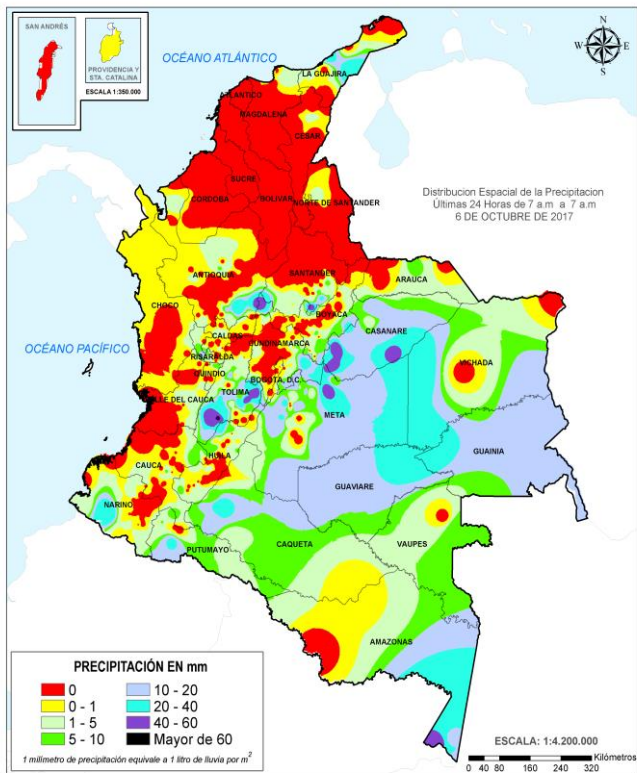 SAN ANDRÉS
PROVIDENCIA Y
STA. CATALINA
ESCALA 1:350.000
OCÉANO ATLÁNTICO
N
W
E
S
LA GUAJIRA
ATLANTICO
MAGDALENA
CESAR
SUCRE
CORDOBA
BOLIVAR
NORTE DE SANTANDER
Distribucion Espacial de la Precipitacion
Últimas 24 Horas de 7 a.m a 7 a.m
6 DE OCTUBRE DE 2017
ANTIOQUIA
SANTANDER
ARAUCA
CHOCO
BOYACA
CASANARE
OCÉANO PACÍFICO
CALDAS
CUNDINAMARCA
RISARALDA
VICHADA
QUINDIO
BOGOTA, D.C.
TOLIMA
VALLE DEL CAUCA
META
GUAINIA
CAUCA
HUILA
GUAVIARE
NARIÑO
CAQUETA
VAUPES
PUTUMAYO
AMAZONAS
PRECIPITACIÓN EN mm
0
10 - 20
0 - 1
20 - 40
1 - 5
40 - 60
5 - 10
Mayor de 60
1 milimetro de precipitación equivale a 1 litro de lluvia por m2
ESCALA: 1:4.200.000
Kilómetros
0 40 80 160 240 320